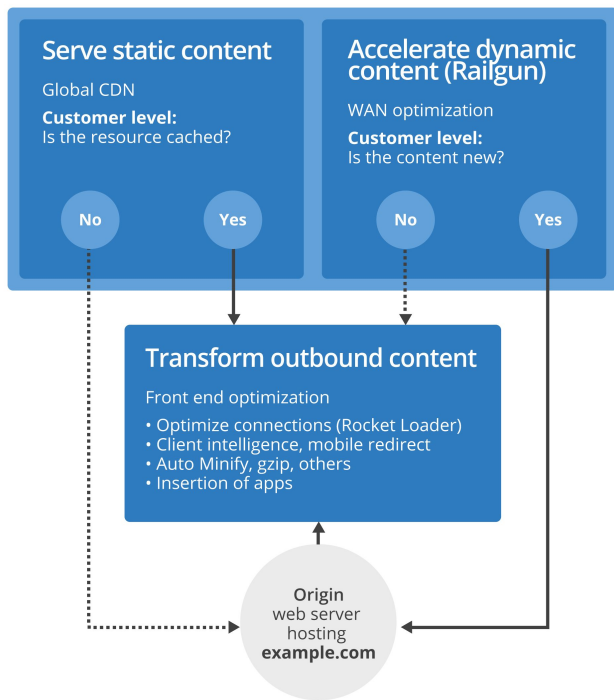 Serve static content
Global CDN
Customer level:
Is the resource cached?
No
Yes
Accelerate dynamic
content (Railgun)
WAN optimization
Customer level:
Is the content new?
No
Yes
Transform outbound content
Front end optimization
• Optimize connections (Rocket Loader)
• Client intelligence, mobile redirect
• Auto Minify, gzip, others
• Insertion of apps
Origin
web server
hosting
example.com